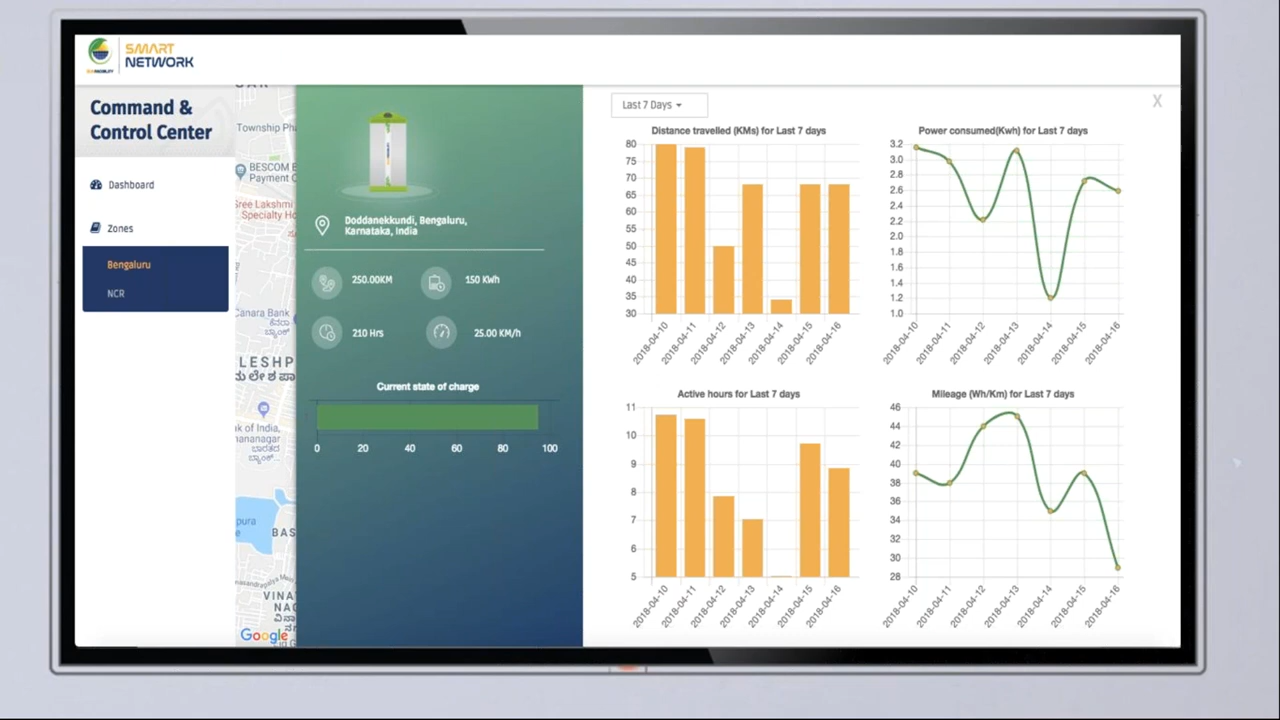 SMART
NETWORK
Command &
Control Center
Dashboard
Zones
Bengaluru
NCR
Township
BESCOM
Payment C
Sree Lakshmi
Specialty Ho
Canara Bank
ಕೆನರಾ
ಬ್ಯಾಂಕ್
LESHP
k of India,
BAS
VINA
NAG
Google
Doddanekkundi, Bengaluru,
Karnataka, India
250.00KM
150 KWh
210 Hrs
25.00 KM/h
Current state of charge
0 20 40 60 80 100
Last 7 Days
X
Distance travelled (KMs) for Last 7 days
80
75
70
65
60
55
50
45
40
35
30
2018-04-10 2018-04-11 2018-04-12 2018-04-13 2018-04-14 2018-04-15 2018-04-16
Power consumed(Kwh) for Last 7 days
3.2
3.0
2.8
2.6
2.4
2.2
2.0
1.8
1.6
1.4
1.2
1.0
2018-04-10 2018-04-11 2018-04-12 2018-04-13 2018-04-14 2018-04-15 2018-04-16
Active hours for Last 7 days
11
10
9
8
7
6
5
2018-04-10 2018-04-11 2018-04-12 2018-04-13 2018-04-14 2018-04-15 2018-04-16
Mileage (Wh/Km) for Last 7 days
46
44
42
40
38
36
34
32
30
28
2018-04-10 2018-04-11 2018-04-12 2018-04-13 2018-04-14 2018-04-15 2018-04-16